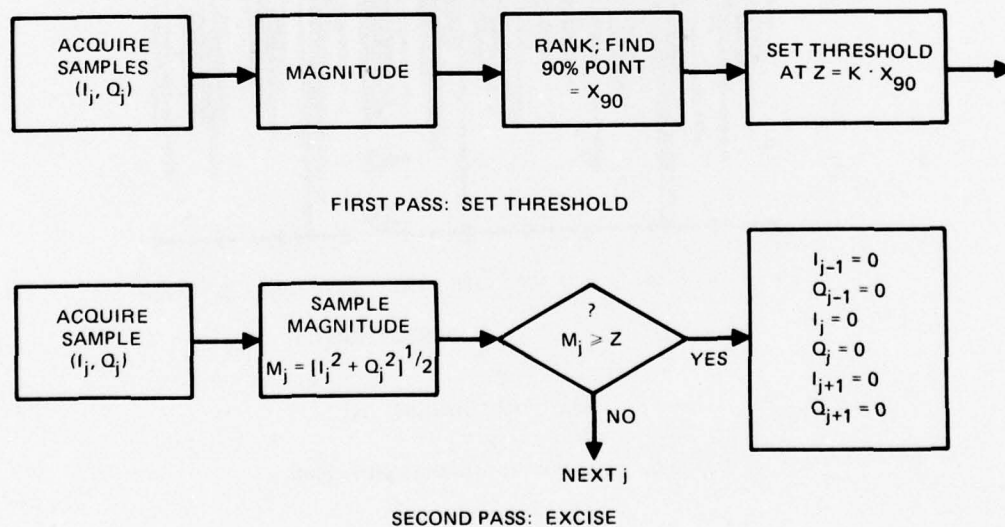 ACQUIRE
SAMPLES
(Iⱼ, Qⱼ)
MAGNITUDE
RANK; FIND
90% POINT
= X₉₀
SET THRESHOLD
AT Z = K · X₉₀
FIRST PASS: SET THRESHOLD
ACQUIRE
SAMPLE
(Iⱼ, Qⱼ)
SAMPLE
MAGNITUDE
Mⱼ = [Iⱼ² + Qⱼ²]^1/2
?
Mⱼ ⩾ Z
YES
NO
NEXT j
Iⱼ₋₁ = 0
Qⱼ₋₁ = 0
Iⱼ = 0
Qⱼ = 0
Iⱼ₊₁ = 0
Qⱼ₊₁ = 0
SECOND PASS: EXCISE